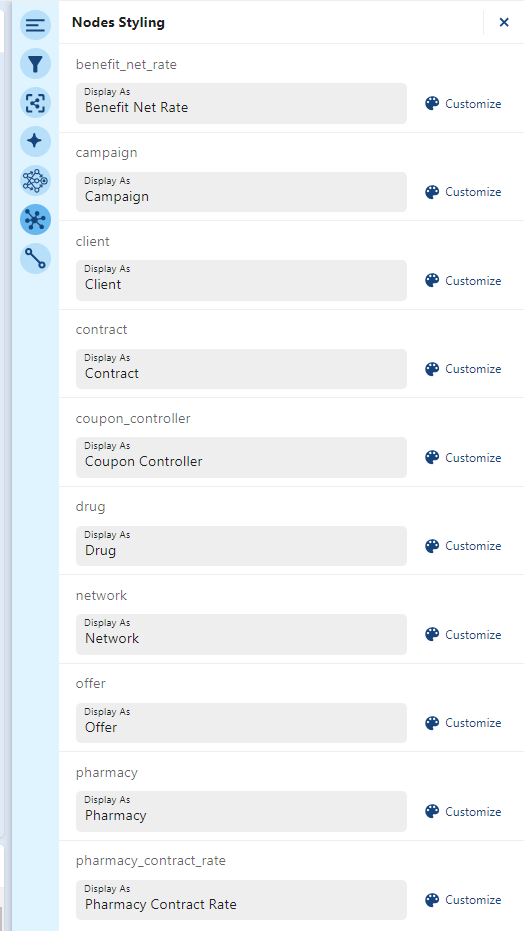 Nodes Styling
benefit_net_rate
Display As
Benefit Net Rate
Customize
campaign
Display As
Campaign
Customize
client
Display As
Client
Customize
contract
Display As
Contract
Customize
coupon_controller
Display As
Coupon Controller
Customize
drug
Display As
Drug
Customize
network
Display As
Network
Customize
offer
Display As
Offer
Customize
pharmacy
Display As
Pharmacy
Customize
pharmacy_contract_rate
Display As
Pharmacy Contract Rate
Customize